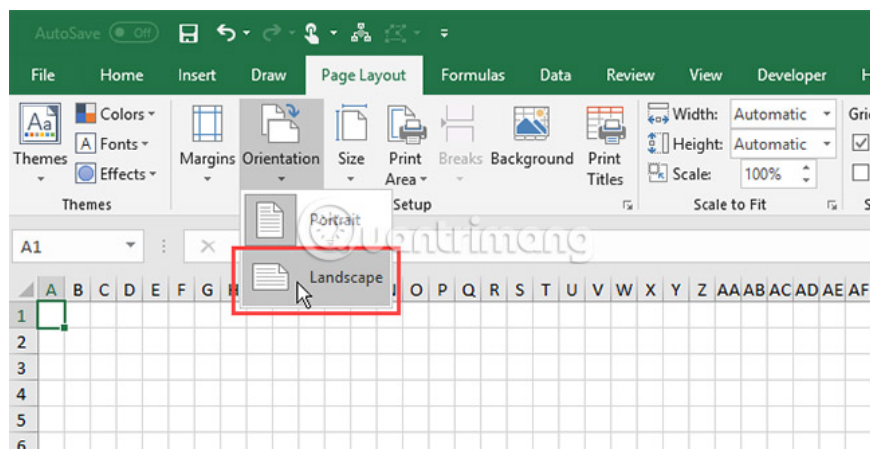 AutoSave Off
File Home Insert Draw Page Layout Formulas Data Review View Developer H
Colors Width: Automatic Gri
Aa A Fonts Height: Automatic
Themes Effects Margins Orientation Size Print Area Breaks Background Print Titles Scale: 100%
Themes Setup Scale to Fit S
Portrait
Quantrimang
A1
Landscape
A B C D E F G H N O P Q R S T U V W X Y Z AA AB AC AD AE AF
1
2
3
4
5
6